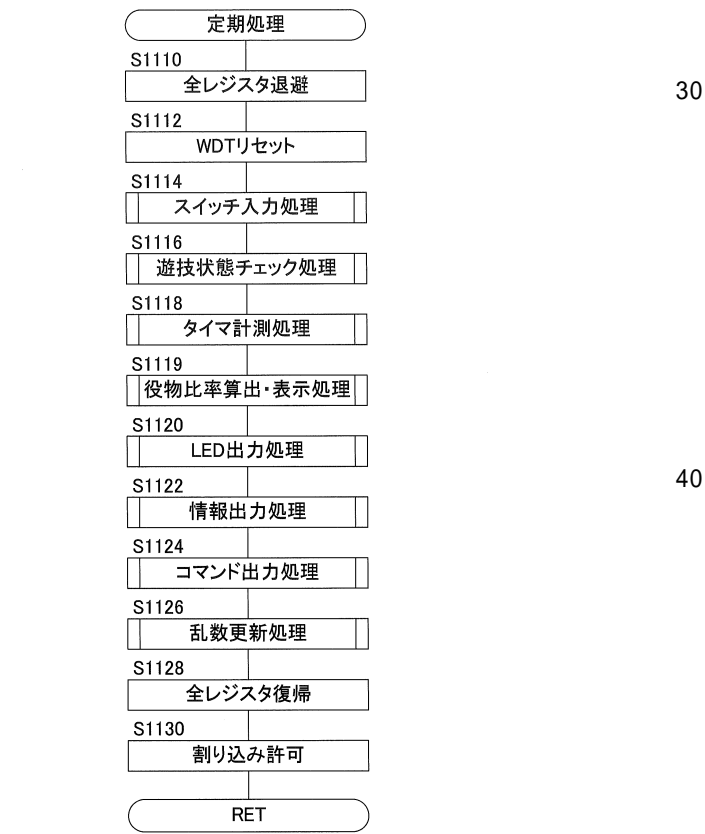 定期処理
S1110
全レジスタ退避
30
S1112
WDTリセット
S1114
スイッチ入力処理
S1116
遊技状態チェック処理
S1118
タイマ計測処理
S1119
役物比率算出・表示処理
S1120
LED出力処理
40
S1122
情報出力処理
S1124
コマンド出力処理
S1126
乱数更新処理
S1128
全レジスタ復帰
S1130
割り込み許可
RET